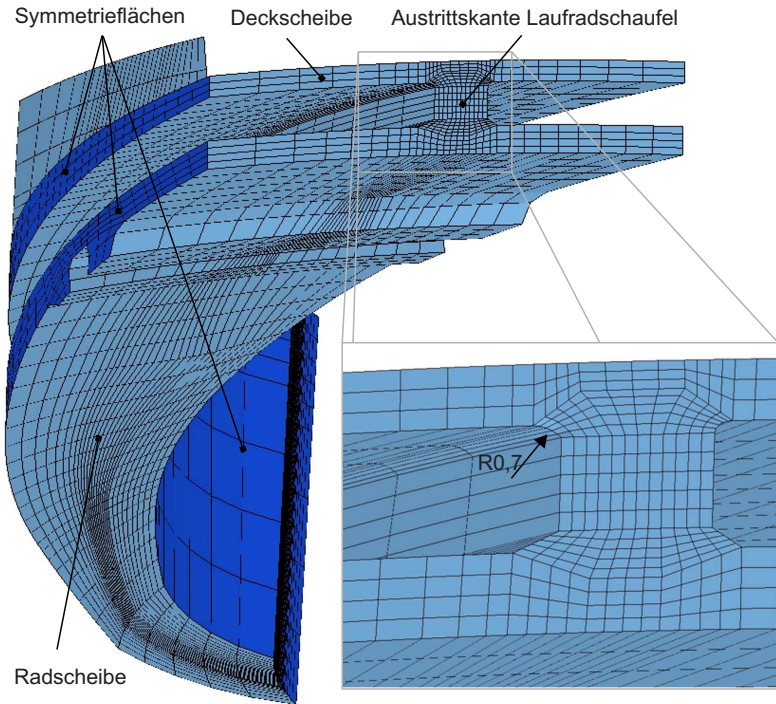 Symmetrieflächen
Deckscheibe
Austrittskante Laufradschaufel
R0,7
Radscheibe